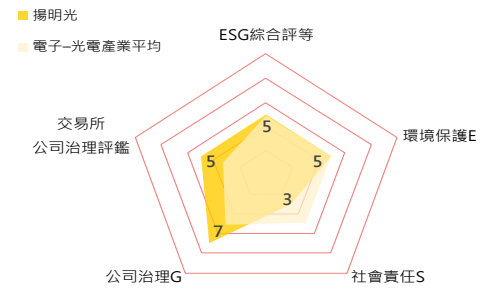 揚明光
電子–光電產業平均
ESG綜合評等
交易所
公司治理評鑑
環境保護E
5
5
5
3
7
公司治理G
社會責任S